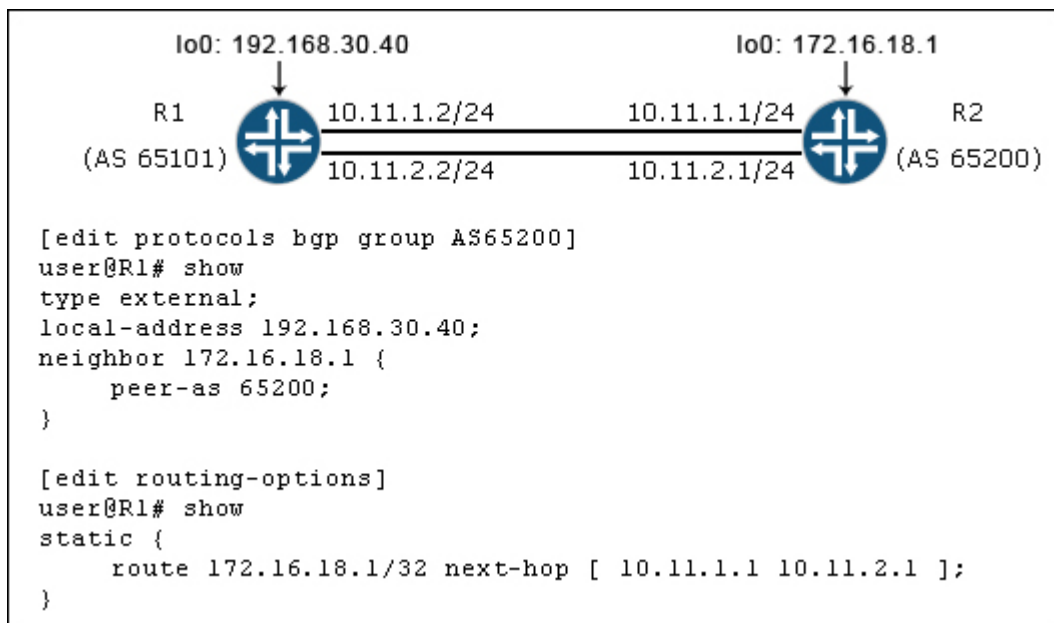 lo0: 192.168.30.40 lo0: 172.16.18.1
R1 10.11.1.2/24 10.11.1.1/24 R2
(AS 65101) 10.11.2.2/24 10.11.2.1/24 (AS 65200)
[edit protocols bgp group AS65200]
user@R1# show
type external;
local-address 192.168.30.40;
neighbor 172.16.18.1 {
peer-as 65200;
}
[edit routing-options]
user@R1# show
static {
route 172.16.18.1/32 next-hop [ 10.11.1.1 10.11.2.1 ];
}